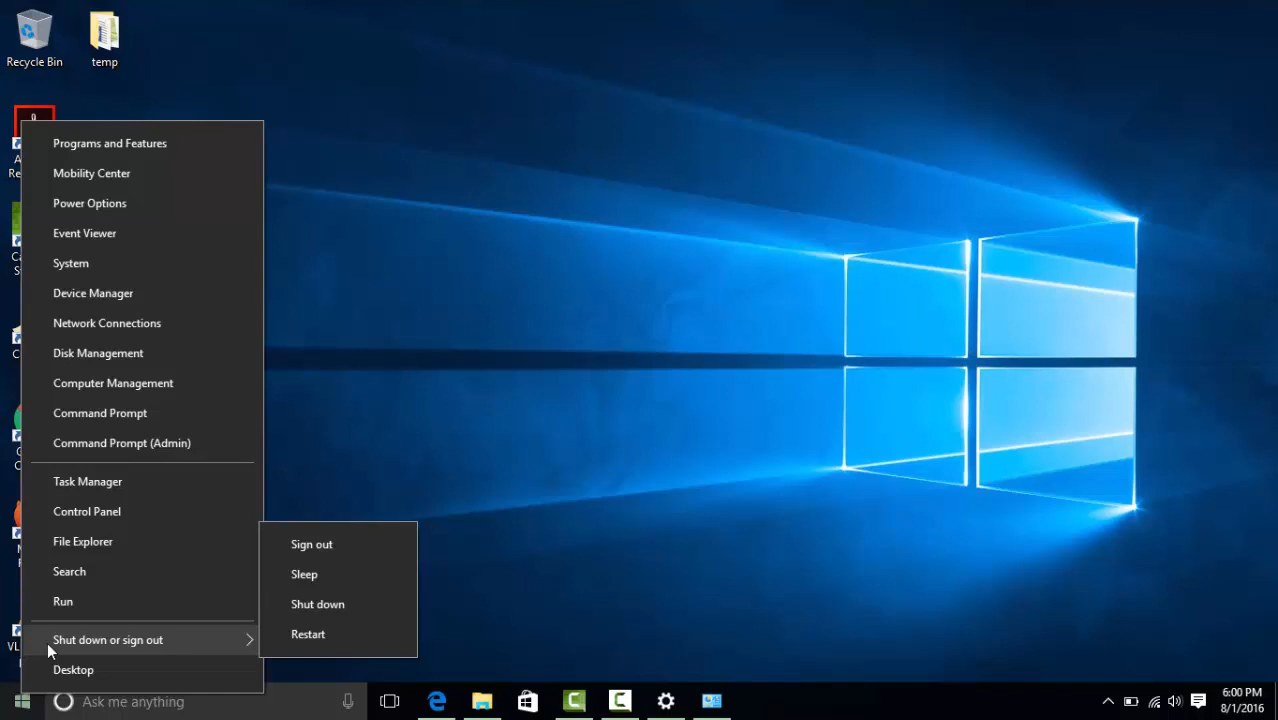 Recycle Bin
temp
Programs and Features
Mobility Center
Power Options
Event Viewer
System
Device Manager
Network Connections
Disk Management
Computer Management
Command Prompt
Command Prompt (Admin)
Task Manager
Control Panel
File Explorer
Search
Run
Shut down or sign out
Desktop
Sign out
Sleep
Shut down
Restart
Ask me anything
6:00 PM
8/1/2016